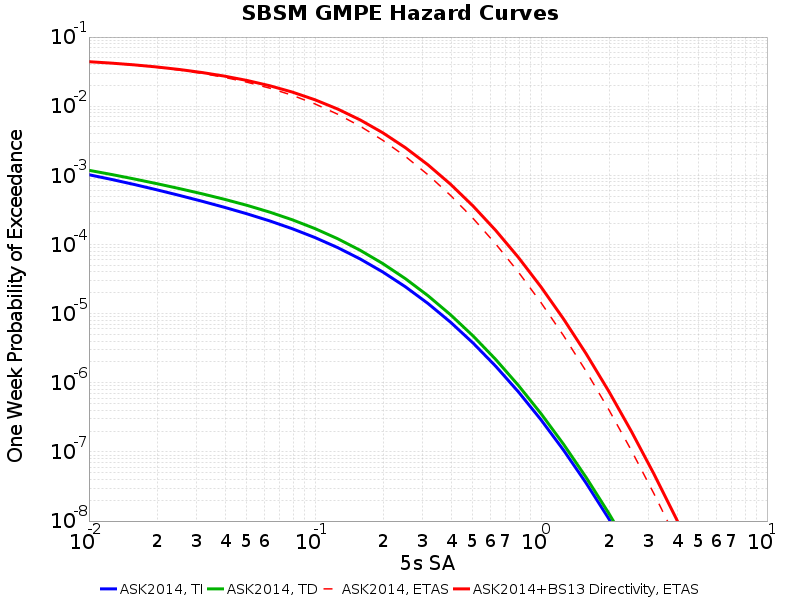 SBSM GMPE Hazard Curves
One Week Probability of Exceedance
10-1
10-2
10-3
10-4
10-5
10-6
10-7
10-8
10-2 2 3 4 5 6 10-1 2 3 4 5 6 7 100 2 3 4 5 6 7 101
5s SA
ASK2014, TI ASK2014, TD ASK2014, ETAS ASK2014+BS13 Directivity, ETAS